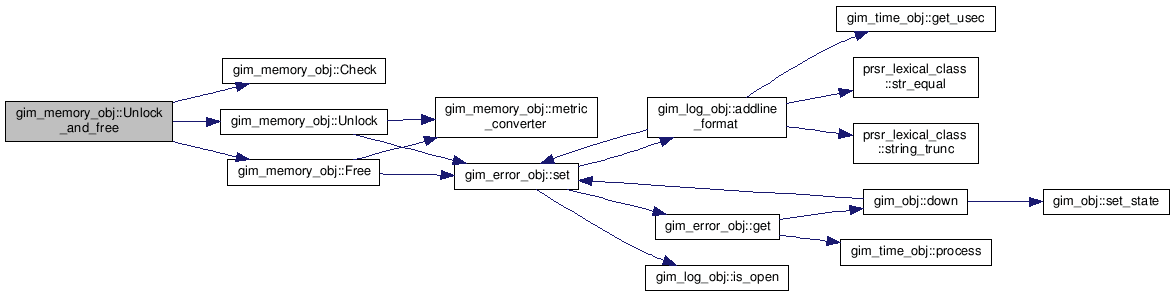 gim_memory_obj::Unlock
_and_free
gim_memory_obj::Check
gim_memory_obj::Unlock
gim_memory_obj::Free
gim_memory_obj::metric
_converter
gim_error_obj::set
gim_log_obj::addline
_format
gim_error_obj::get
gim_log_obj::is_open
gim_time_obj::get_usec
prsr_lexical_class
::str_equal
prsr_lexical_class
::string_trunc
gim_obj::down
gim_time_obj::process
gim_obj::set_state